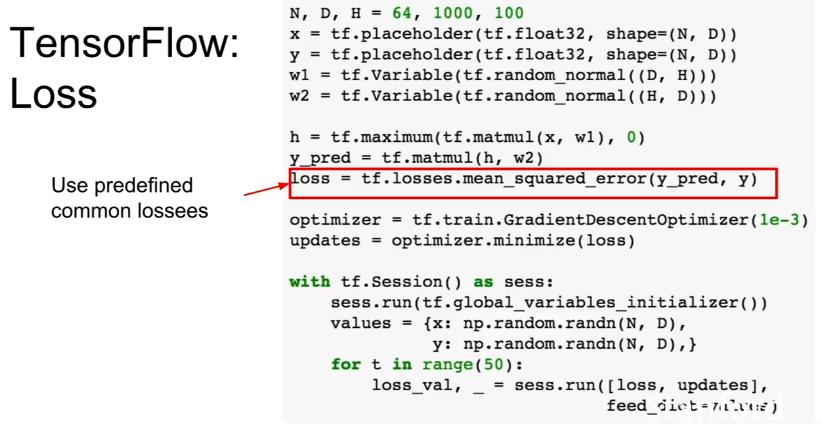 TensorFlow:
Loss
Use predefined
common lossees
N, D, H = 64, 1000, 100
x = tf.placeholder(tf.float32, shape=(N, D))
y = tf.placeholder(tf.float32, shape=(N, D))
w1 = tf.Variable(tf.random_normal((D, H)))
w2 = tf.Variable(tf.random_normal((H, D)))
h = tf.maximum(tf.matmul(x, w1), 0)
y_pred = tf.matmul(h, w2)
loss = tf.losses.mean_squared_error(y_pred, y)
optimizer = tf.train.GradientDescentOptimizer(1e-3)
updates = optimizer.minimize(loss)
with tf.Session() as sess:
    sess.run(tf.global_variables_initializer())
    values = {x: np.random.randn(N, D),
              y: np.random.randn(N, D),}
    for t in range(50):
        loss_val, _ = sess.run([loss, updates],
                               feed_dict=values)
Stanford